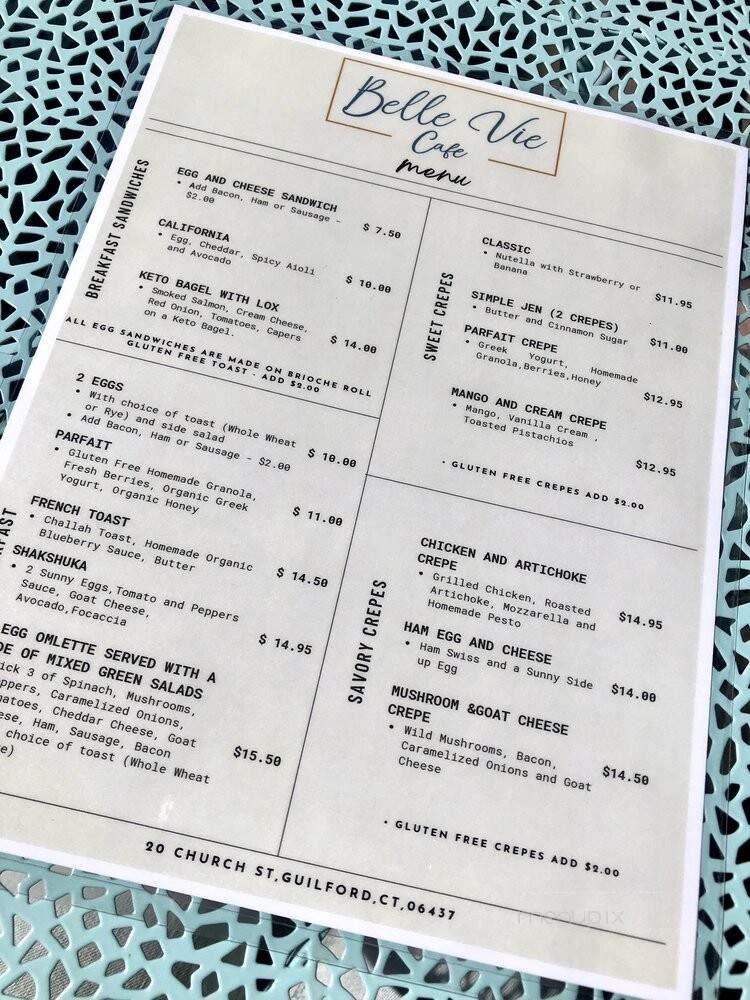 Belle Vie
Cafe
menu
BREAKFAST SANDWICHES
EGG AND CHEESE SANDWICH
• Add Bacon, Ham or Sausage -
$2.00
$ 7.50
CALIFORNIA
• Egg, Cheddar, Spicy Aioli
and Avocado
$ 10.00
KETO BAGEL WITH LOX
• Smoked Salmon, Cream Cheese,
Red Onion, Tomatoes, Capers
on a Keto Bagel.
$ 14.00
ALL EGG SANDWICHES ARE MADE ON BRIOCHE ROLL
GLUTEN FREE TOAST - ADD $2.00
2 EGGS
• With choice of toast (Whole Wheat
or Rye) and side salad
• Add Bacon, Ham or Sausage - $2.00
$ 10.00
PARFAIT
• Gluten Free Homemade Granola,
Fresh Berries, Organic Greek
Yogurt, Organic Honey
$ 11.00
FRENCH TOAST
• Challah Toast, Homemade Organic
Blueberry Sauce, Butter
$ 14.50
SHAKSHUKA
• 2 Sunny Eggs,Tomato and Peppers
Sauce, Goat Cheese,
Avocado,Focaccia
$ 14.95
EGG OMLETTE SERVED WITH A
OF MIXED GREEN SALADS
3 of Spinach, Mushrooms,
Caramelized Onions,
Cheddar Cheese, Goat
Ham, Sausage, Bacon
choice of toast (Whole Wheat
$15.50
SWEET CREPES
CLASSIC
• Nutella with Strawberry or
Banana
$11.95
SIMPLE JEN (2 CREPES)
• Butter and Cinnamon Sugar
$11.00
PARFAIT CREPE
• Greek Yogurt, Homemade
Granola,Berries,Honey
$12.95
MANGO AND CREAM CREPE
• Mango, Vanilla Cream ,
Toasted Pistachios
$12.95
• GLUTEN FREE CREPES ADD $2.00
SAVORY CREPES
CHICKEN AND ARTICHOKE
CREPE
• Grilled Chicken, Roasted
Artichoke, Mozzarella and
Homemade Pesto
$14.95
HAM EGG AND CHEESE
• Ham Swiss and a Sunny Side
up Egg
$14.00
MUSHROOM &GOAT CHEESE
CREPE
• Wild Mushrooms, Bacon,
Caramelized Onions and Goat
Cheese
$14.50
• GLUTEN FREE CREPES ADD $2.00
20 CHURCH ST,GUILFORD,CT,06437